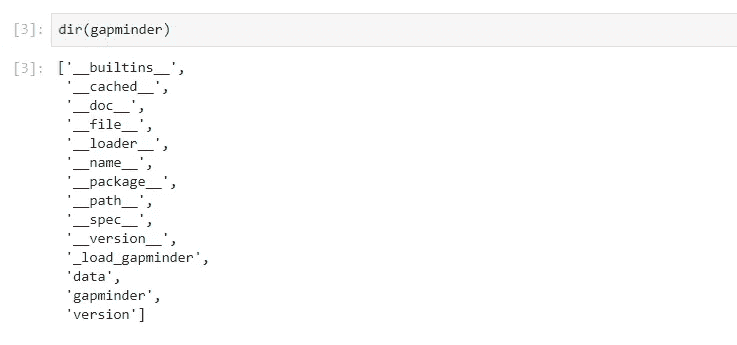 [3]: dir(gapminder)
[3]: ['__builtins__',
'__cached__',
'__doc__',
'__file__',
'__loader__',
'__name__',
'__package__',
'__path__',
'__spec__',
'__version__',
'_load_gapminder',
'data',
'gapminder',
'version']